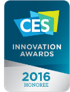 CES
INNOVATION
AWARDS
2016
HONOREE